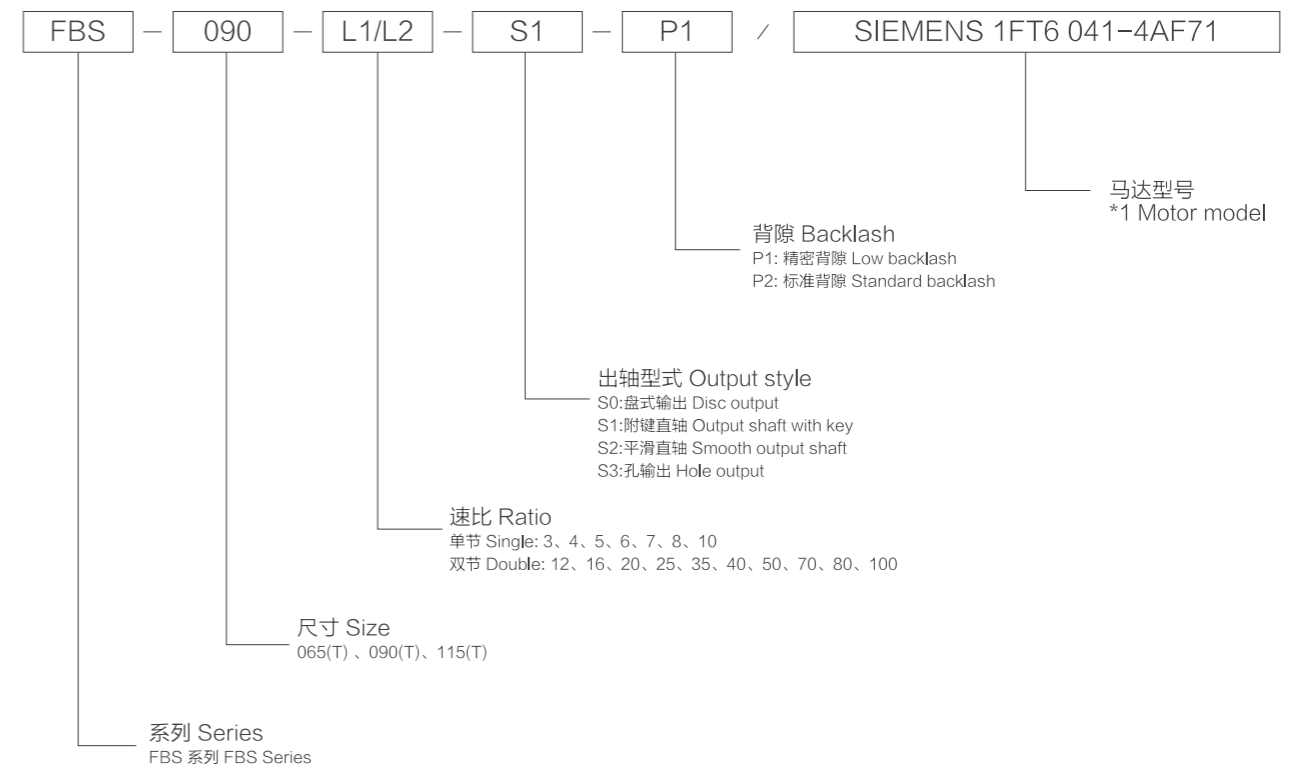 FBS - 090 - L1/L2 - S1 - P1 / SIEMENS 1FT6 041-4AF71
马达型号
*1 Motor model
背隙 Backlash
P1: 精密背隙 Low backlash
P2: 标准背隙 Standard backlash
出轴型式 Output style
S0:盘式输出 Disc output
S1:附键直轴 Output shaft with key
S2:平滑直轴 Smooth output shaft
S3:孔输出 Hole output
速比 Ratio
单节 Single: 3、4、5、6、7、8、10
双节 Double: 12、16、20、25、35、40、50、70、80、100
尺寸 Size
065(T) 、090(T)、115(T)
系列 Series
FBS 系列 FBS Series